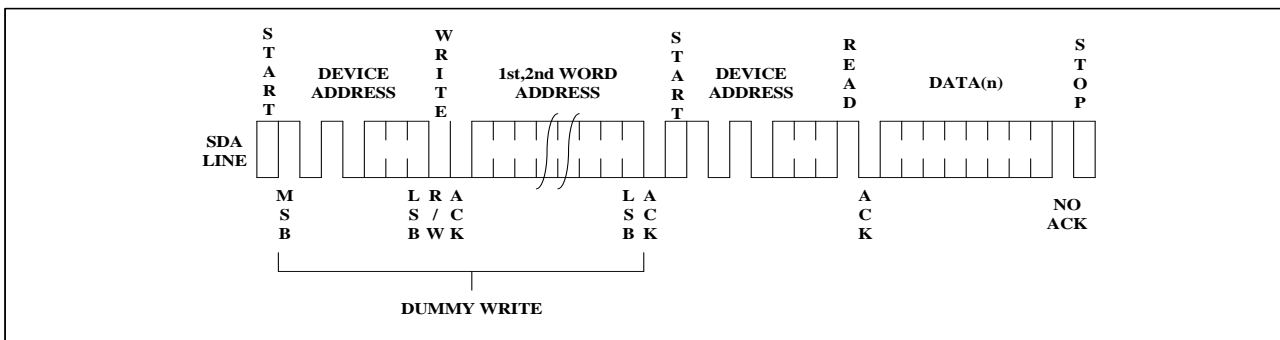 START
DEVICE
ADDRESS
WRITE
1st,2nd WORD
ADDRESS
START
DEVICE
ADDRESS
READ
DATA(n)
STOP
SDA
LINE
MSB
LSB
R/W
ACK
LSB
ACK
ACK
NO
ACK
DUMMY WRITE